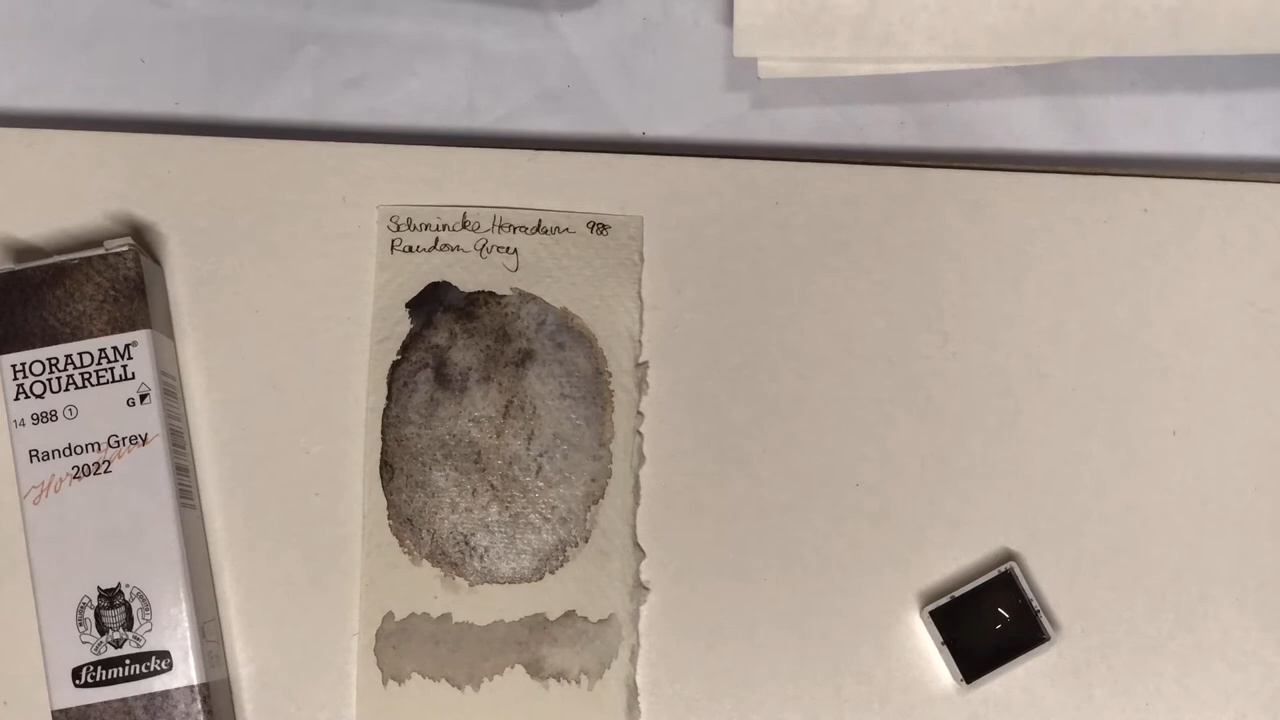 Schmincke Horadam 988
Random Grey
HORADAM®
AQUARELL
14 988 ①
G
Random Grey
2022
Schmincke